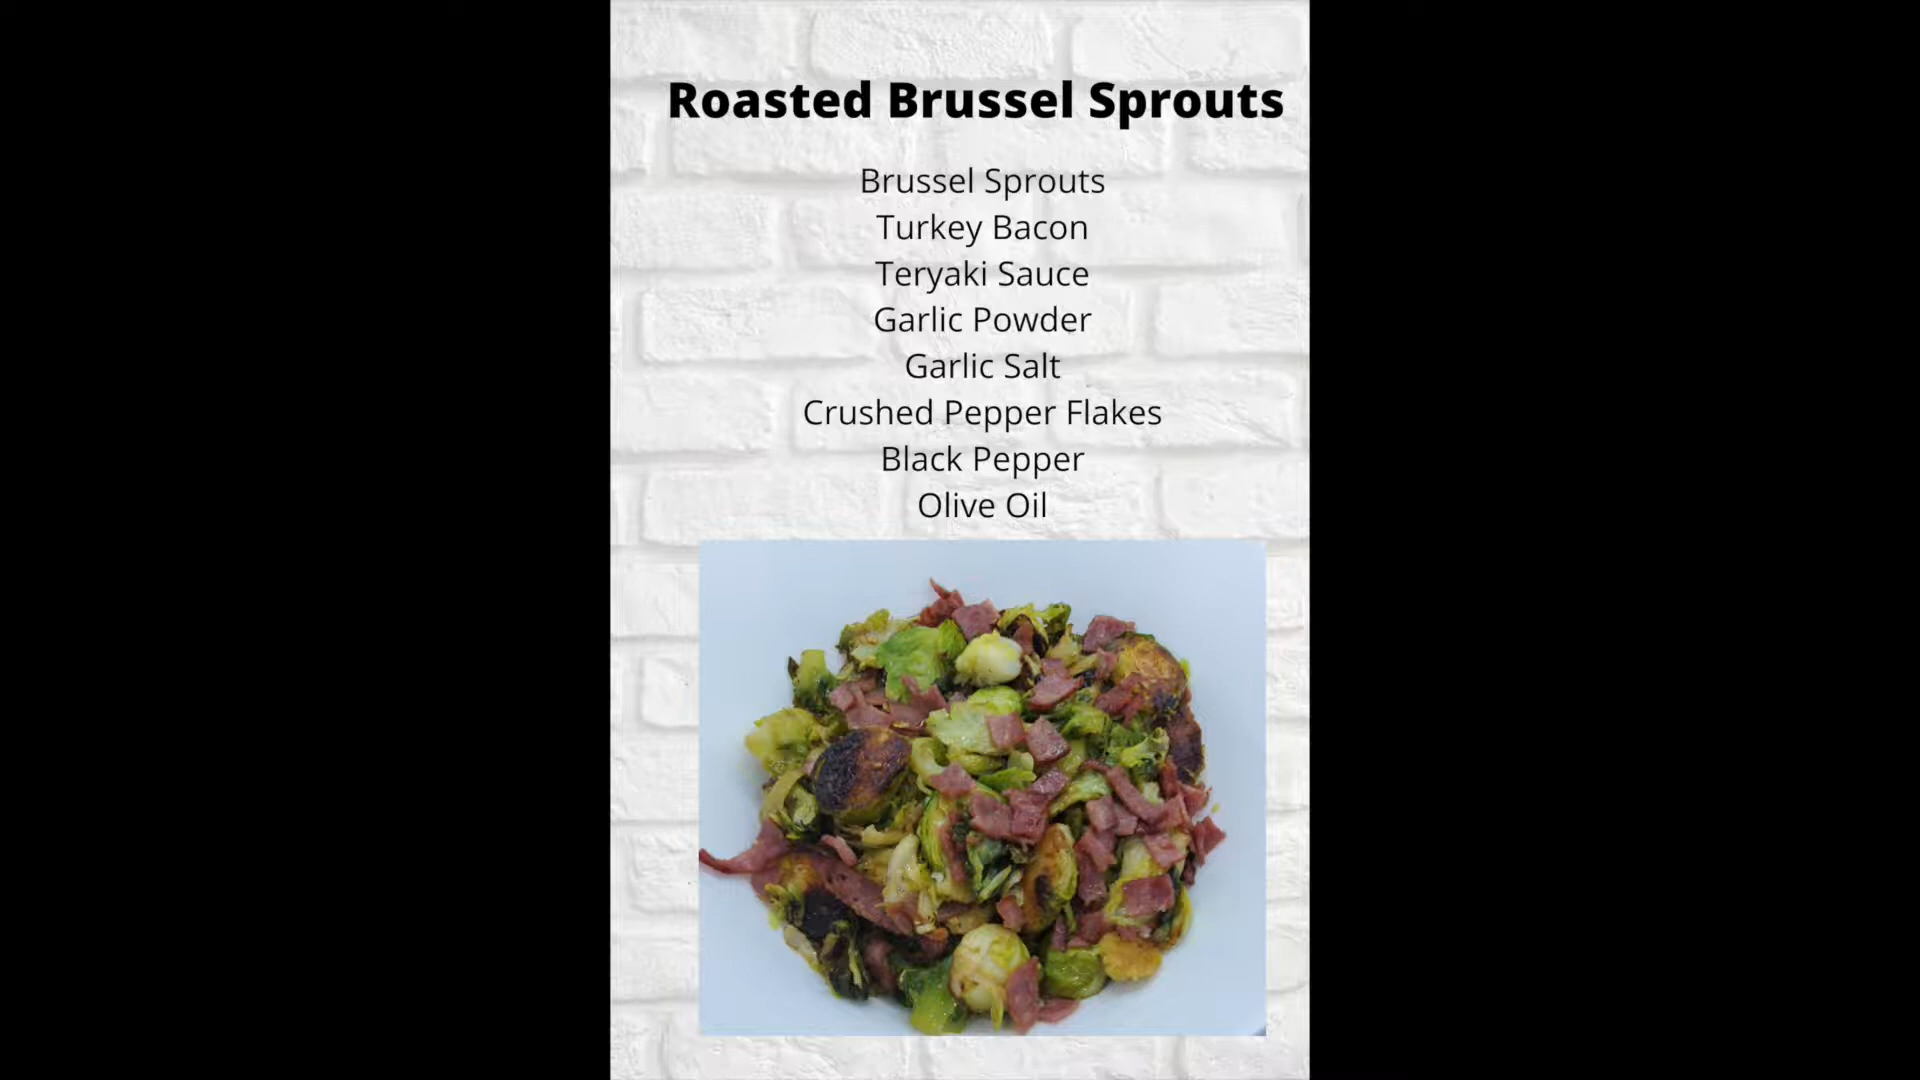 Roasted Brussel Sprouts
Brussel Sprouts
Turkey Bacon
Teryaki Sauce
Garlic Powder
Garlic Salt
Crushed Pepper Flakes
Black Pepper
Olive Oil